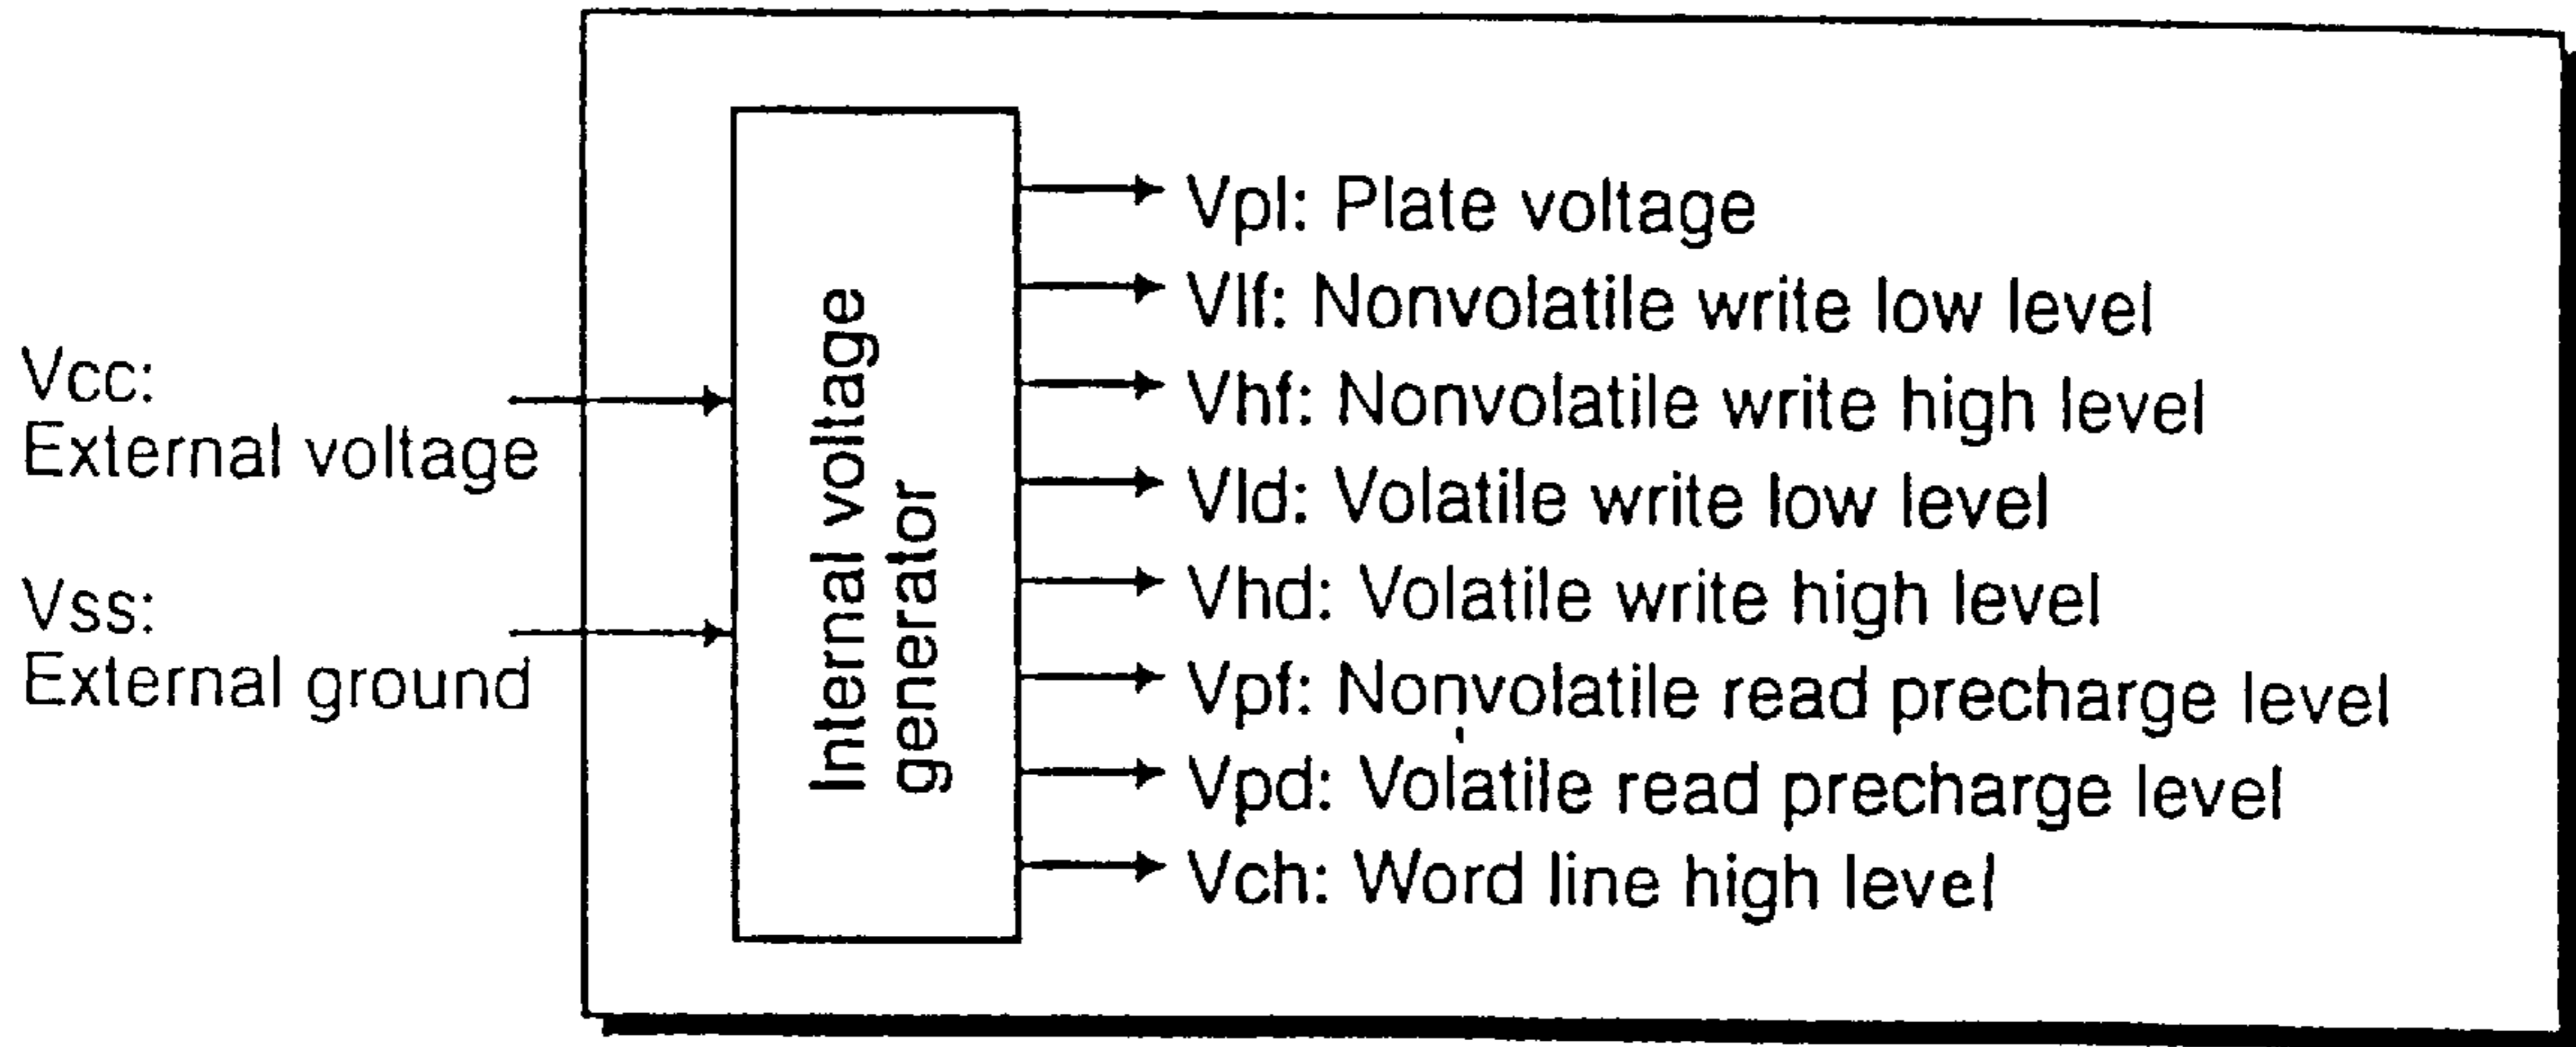 Vcc:
External voltage
Vss:
External ground
Internal voltage
generator
Vpl: Plate voltage
Vlf: Nonvolatile write low level
Vhf: Nonvolatile write high level
Vld: Volatile write low level
Vhd: Volatile write high level
Vpf: Nonvolatile read precharge level
Vpd: Volatile read precharge level
Vch: Word line high level